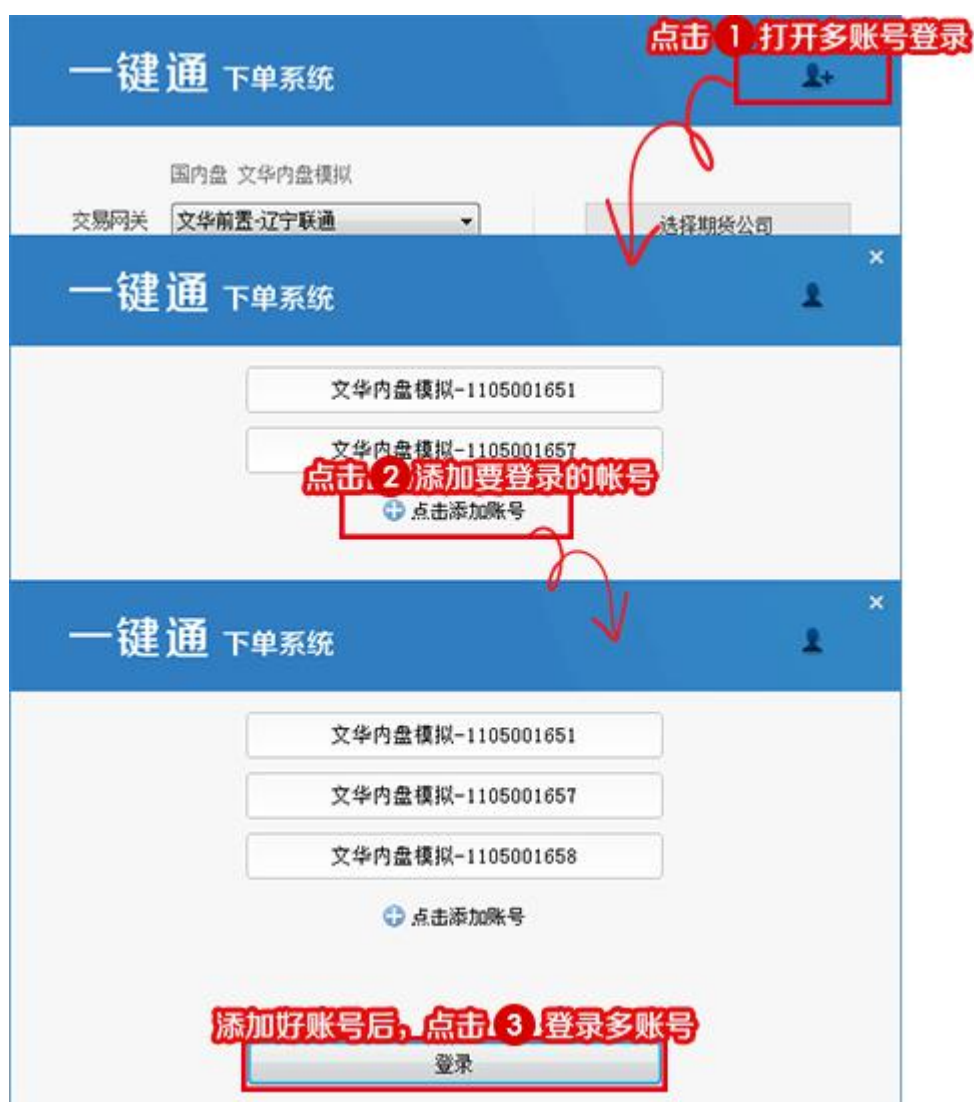 点击 1 打开多账号登录
一键通 下单系统
国内盘 文华内盘模拟
交易网关 文华前置-辽宁联通 选择期货公司
一键通 下单系统
文华内盘模拟-1105001651
文华内盘模拟-1105001657
点击 2 添加要登录的帐号
点击添加账号
一键通 下单系统
文华内盘模拟-1105001651
文华内盘模拟-1105001657
文华内盘模拟-1105001658
点击添加账号
添加好账号后，点击 3 登录多账号
登录